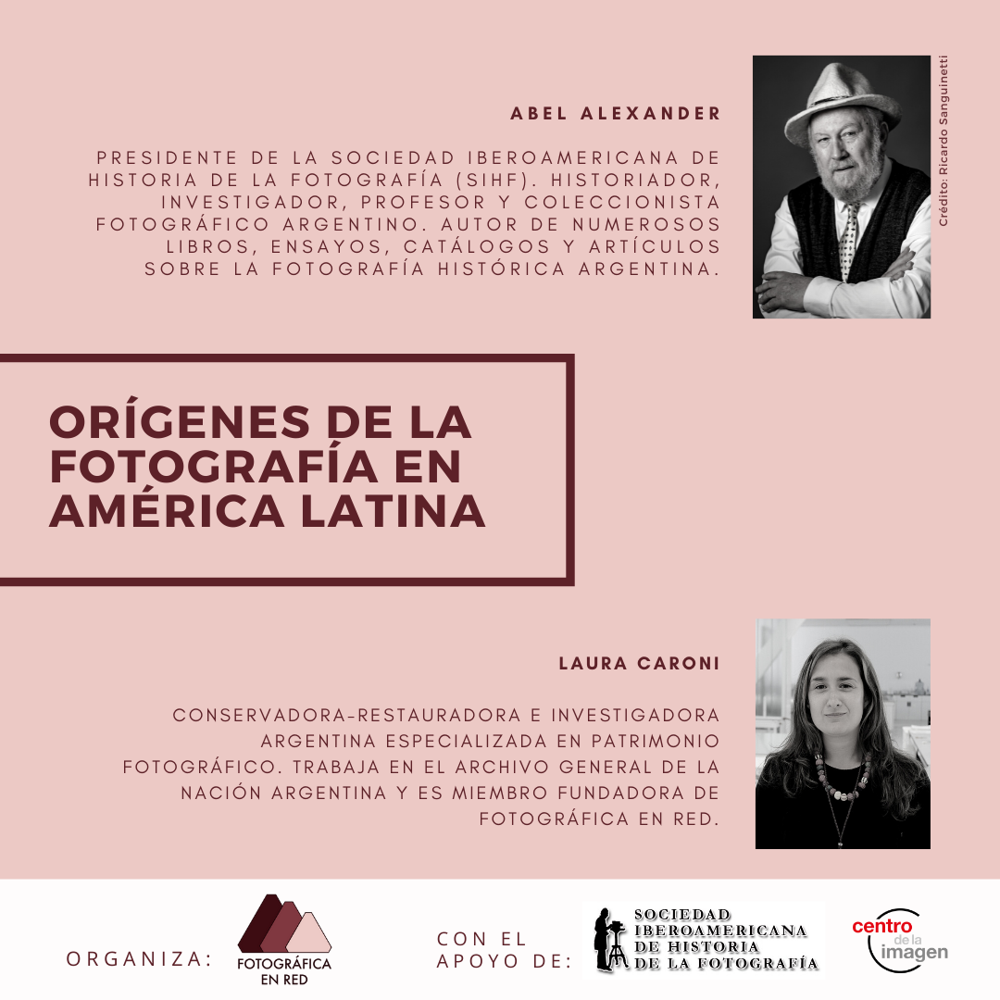 ABEL ALEXANDER
PRESIDENTE DE LA SOCIEDAD IBEROAMERICANA DE
HISTORIA DE LA FOTOGRAFÍA (SIHF). HISTORIADOR,
INVESTIGADOR, PROFESOR Y COLECCIONISTA
FOTOGRÁFICO ARGENTINO. AUTOR DE NUMEROSOS
LIBROS, ENSAYOS, CATÁLOGOS Y ARTÍCULOS
SOBRE LA FOTOGRAFÍA HISTÓRICA ARGENTINA.
Crédito: Ricardo Sanguinetti
ORÍGENES DE LA
FOTOGRAFÍA EN
AMÉRICA LATINA
LAURA CARONI
CONSERVADORA-RESTAURADORA E INVESTIGADORA
ARGENTINA ESPECIALIZADA EN PATRIMONIO
FOTOGRÁFICO. TRABAJA EN EL ARCHIVO GENERAL DE LA
NACIÓN ARGENTINA Y ES MIEMBRO FUNDADORA DE
FOTOGRÁFICA EN RED.
ORGANIZA:
FOTOGRÁFICA
EN RED
CON EL
APOYO DE:
SOCIEDAD
IBEROAMERICANA
DE HISTORIA
DE LA FOTOGRAFÍA
centro
de la
imagen